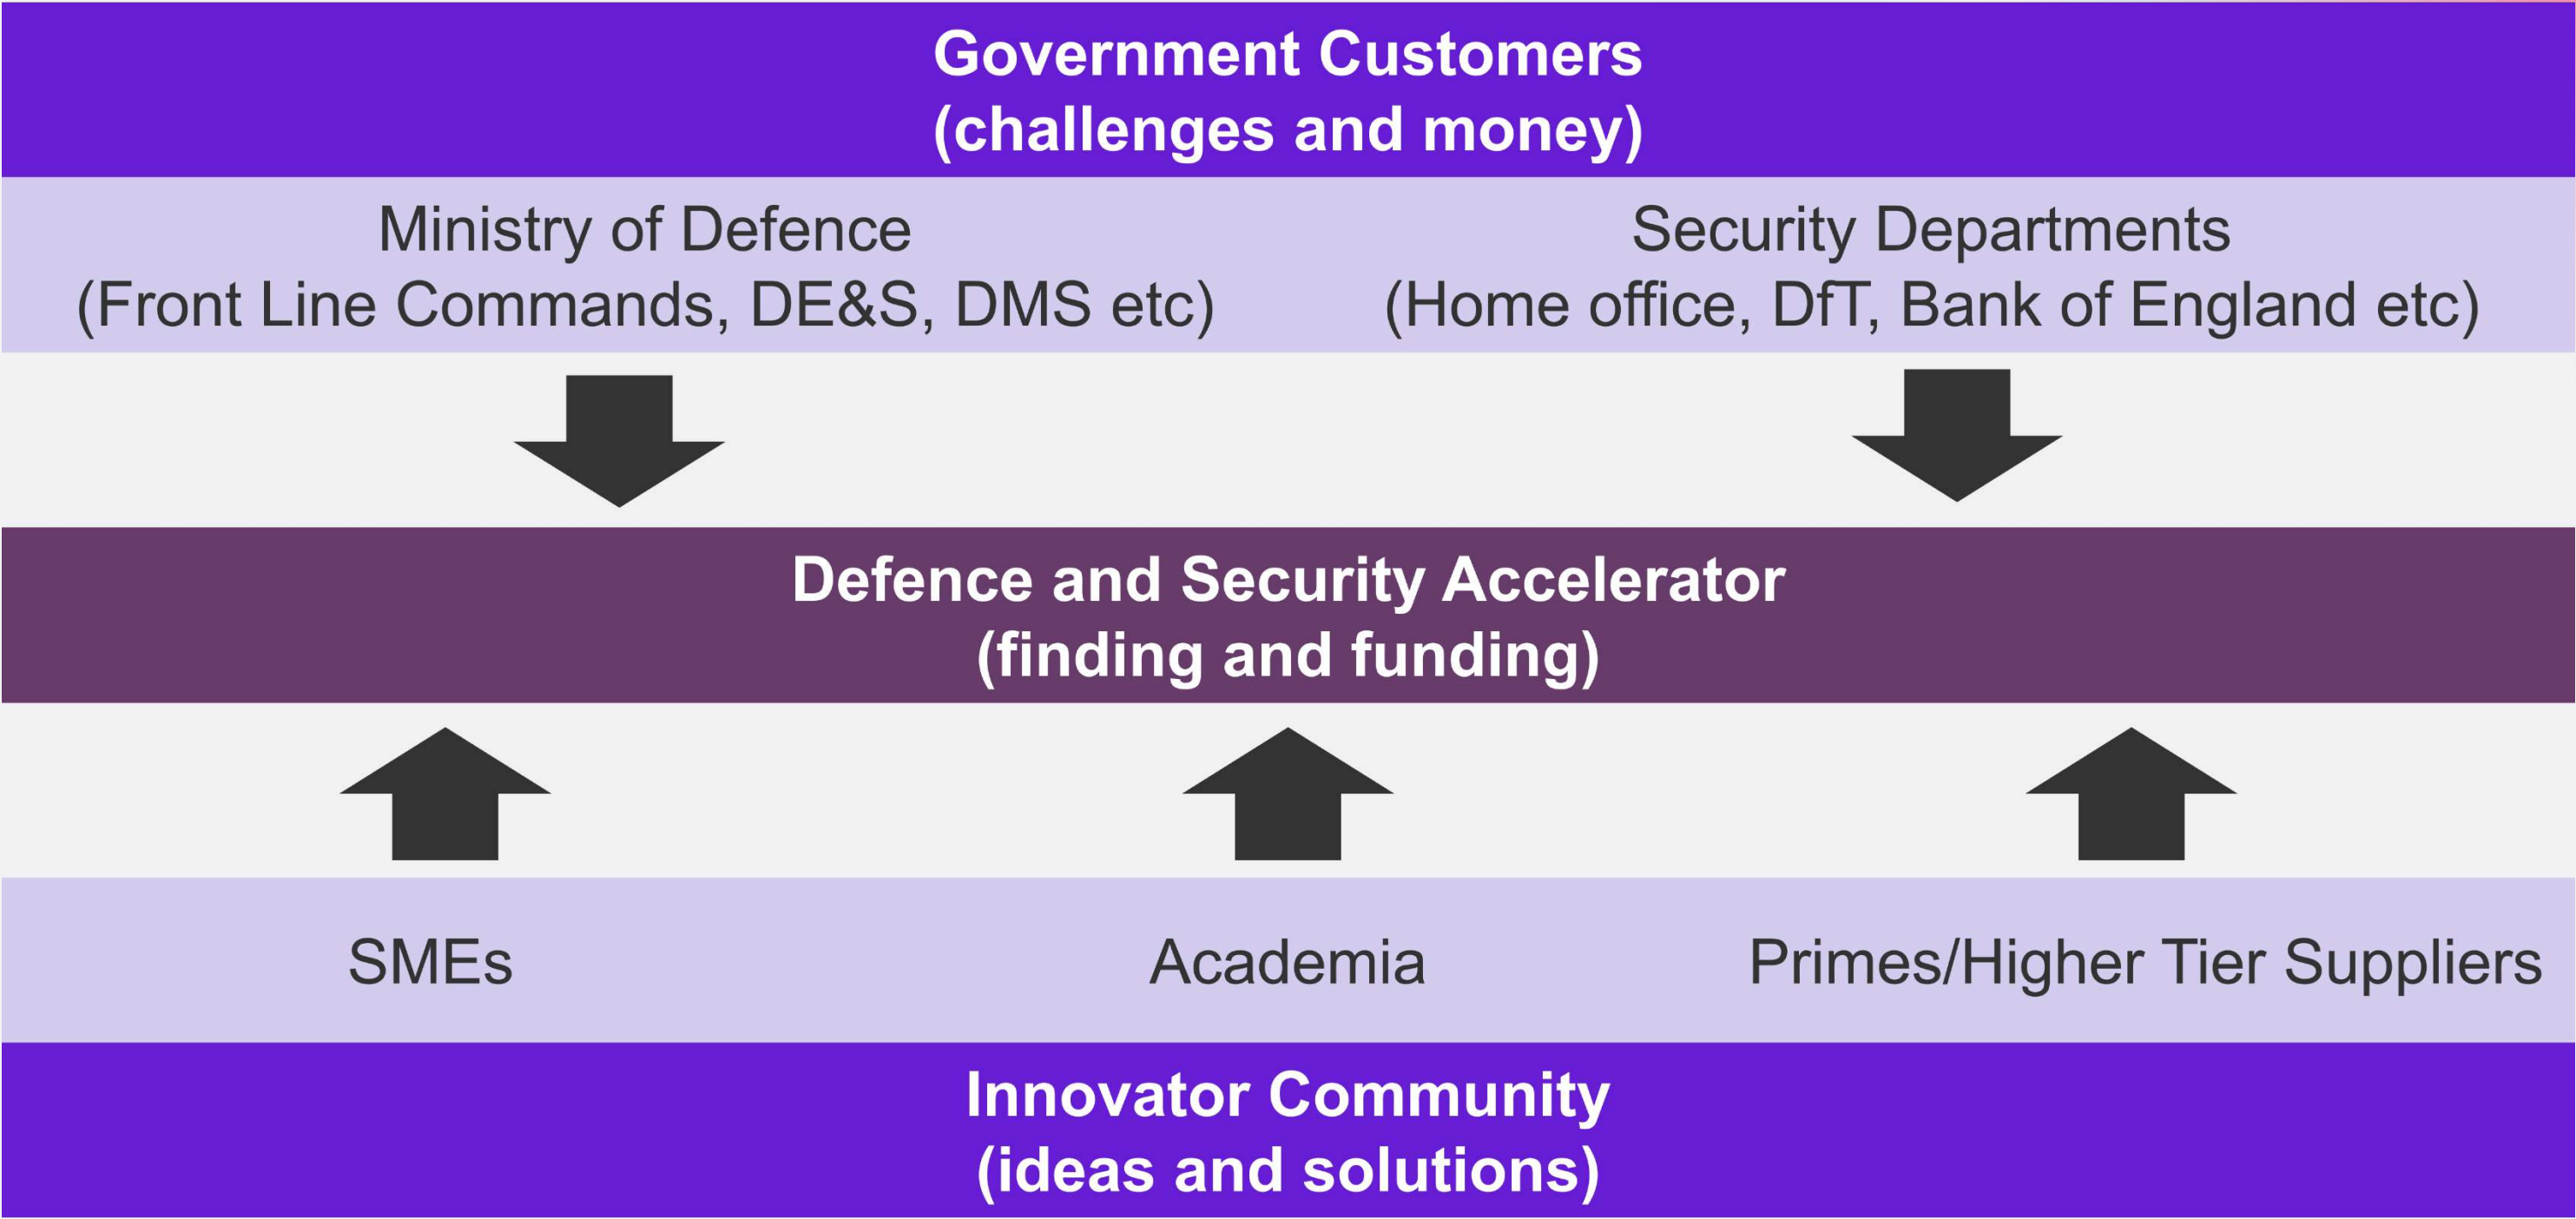 Government Customers
(challenges and money)
Ministry of Defence
(Front Line Commands, DE&S, DMS etc)
Security Departments
(Home office, DfT, Bank of England etc)
Defence and Security Accelerator
(finding and funding)
SMEs
Academia
Primes/Higher Tier Suppliers
Innovator Community
(ideas and solutions)